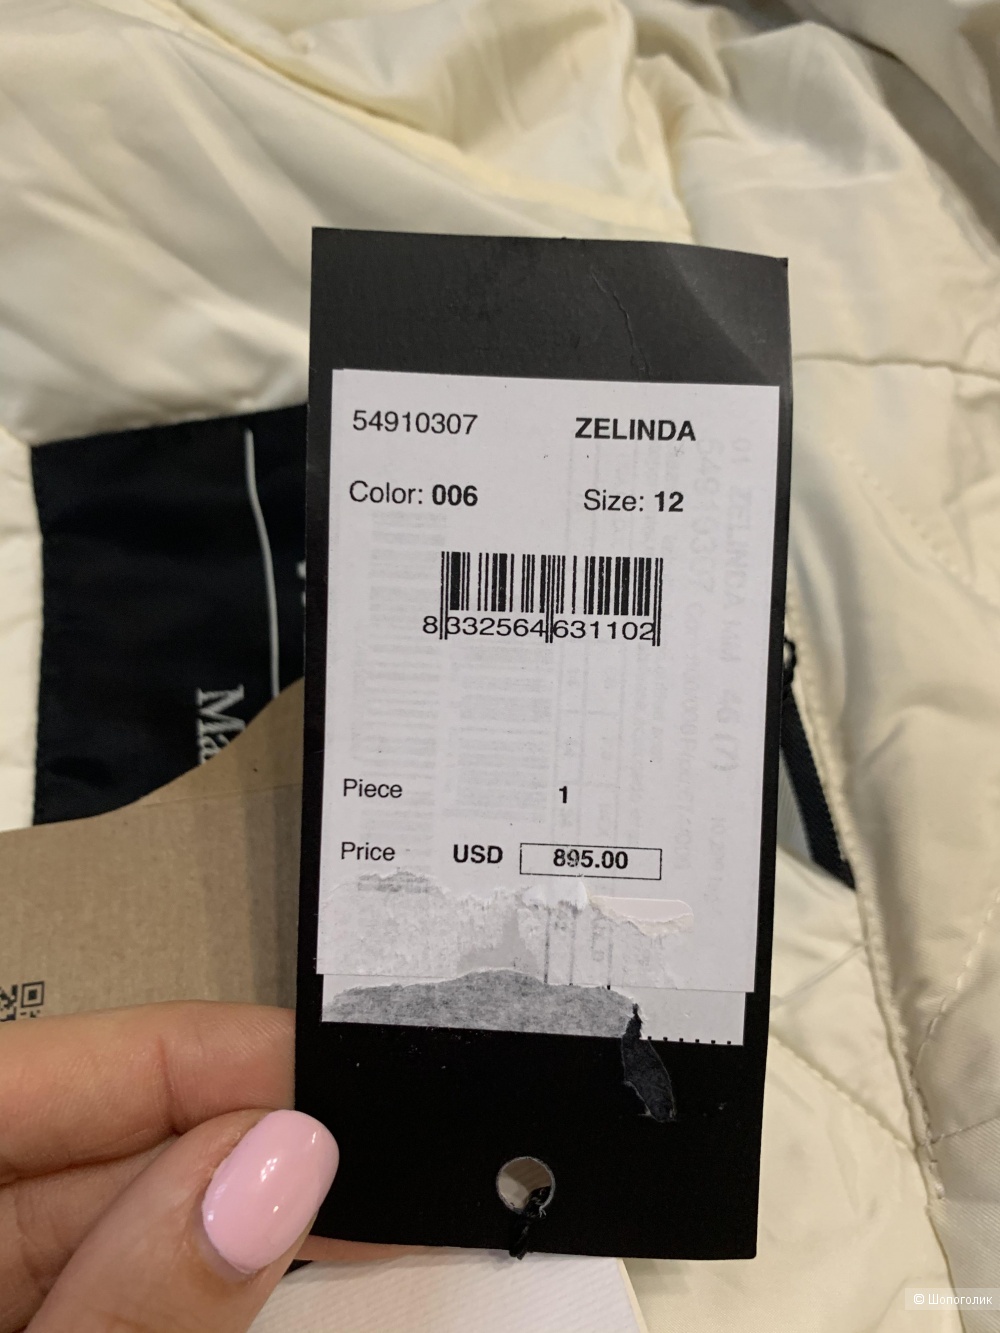 54910307 ZELINDA
Color: 006 Size: 12
8 332564 631102
Piece 1
Price USD 895.00
© Шопоголик